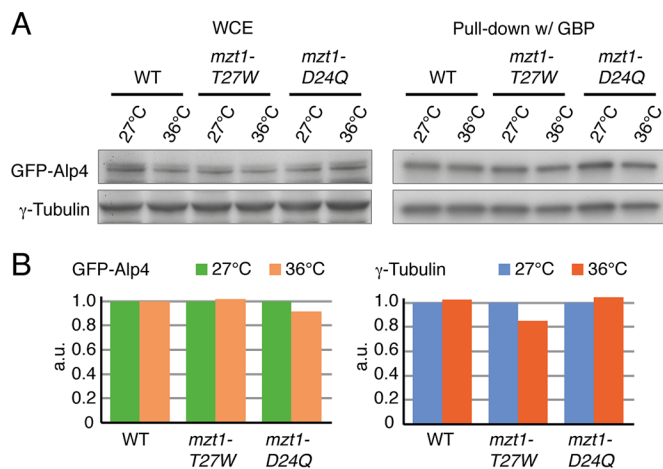 A
WCE
Pull-down w/ GBP
WT
mzt1-
T27W
mzt1-
D24Q
WT
mzt1-
T27W
mzt1-
D24Q
27°C
36°C
27°C
36°C
27°C
36°C
27°C
36°C
27°C
36°C
27°C
36°C
GFP-Alp4
γ-Tubulin
B
GFP-Alp4
27°C
36°C
γ-Tubulin
27°C
36°C
a.u.
1.0
0.8
0.6
0.4
0.2
0
WT
mzt1-
T27W
mzt1-
D24Q
a.u.
1.0
0.8
0.6
0.4
0.2
0
WT
mzt1-
T27W
mzt1-
D24Q